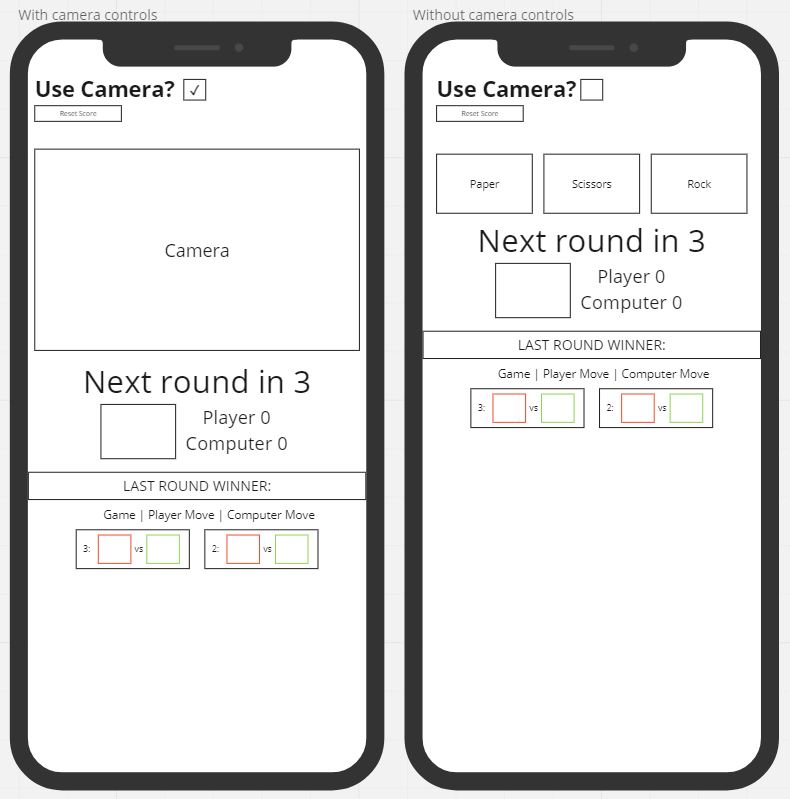 With camera controls
Use Camera? ✓
Reset Score
Camera
Next round in 3
Player 0
Computer 0
LAST ROUND WINNER:
Game | Player Move | Computer Move
3: vs 2: vs
Without camera controls
Use Camera?
Reset Score
Paper Scissors Rock
Next round in 3
Player 0
Computer 0
LAST ROUND WINNER:
Game | Player Move | Computer Move
3: vs 2: vs